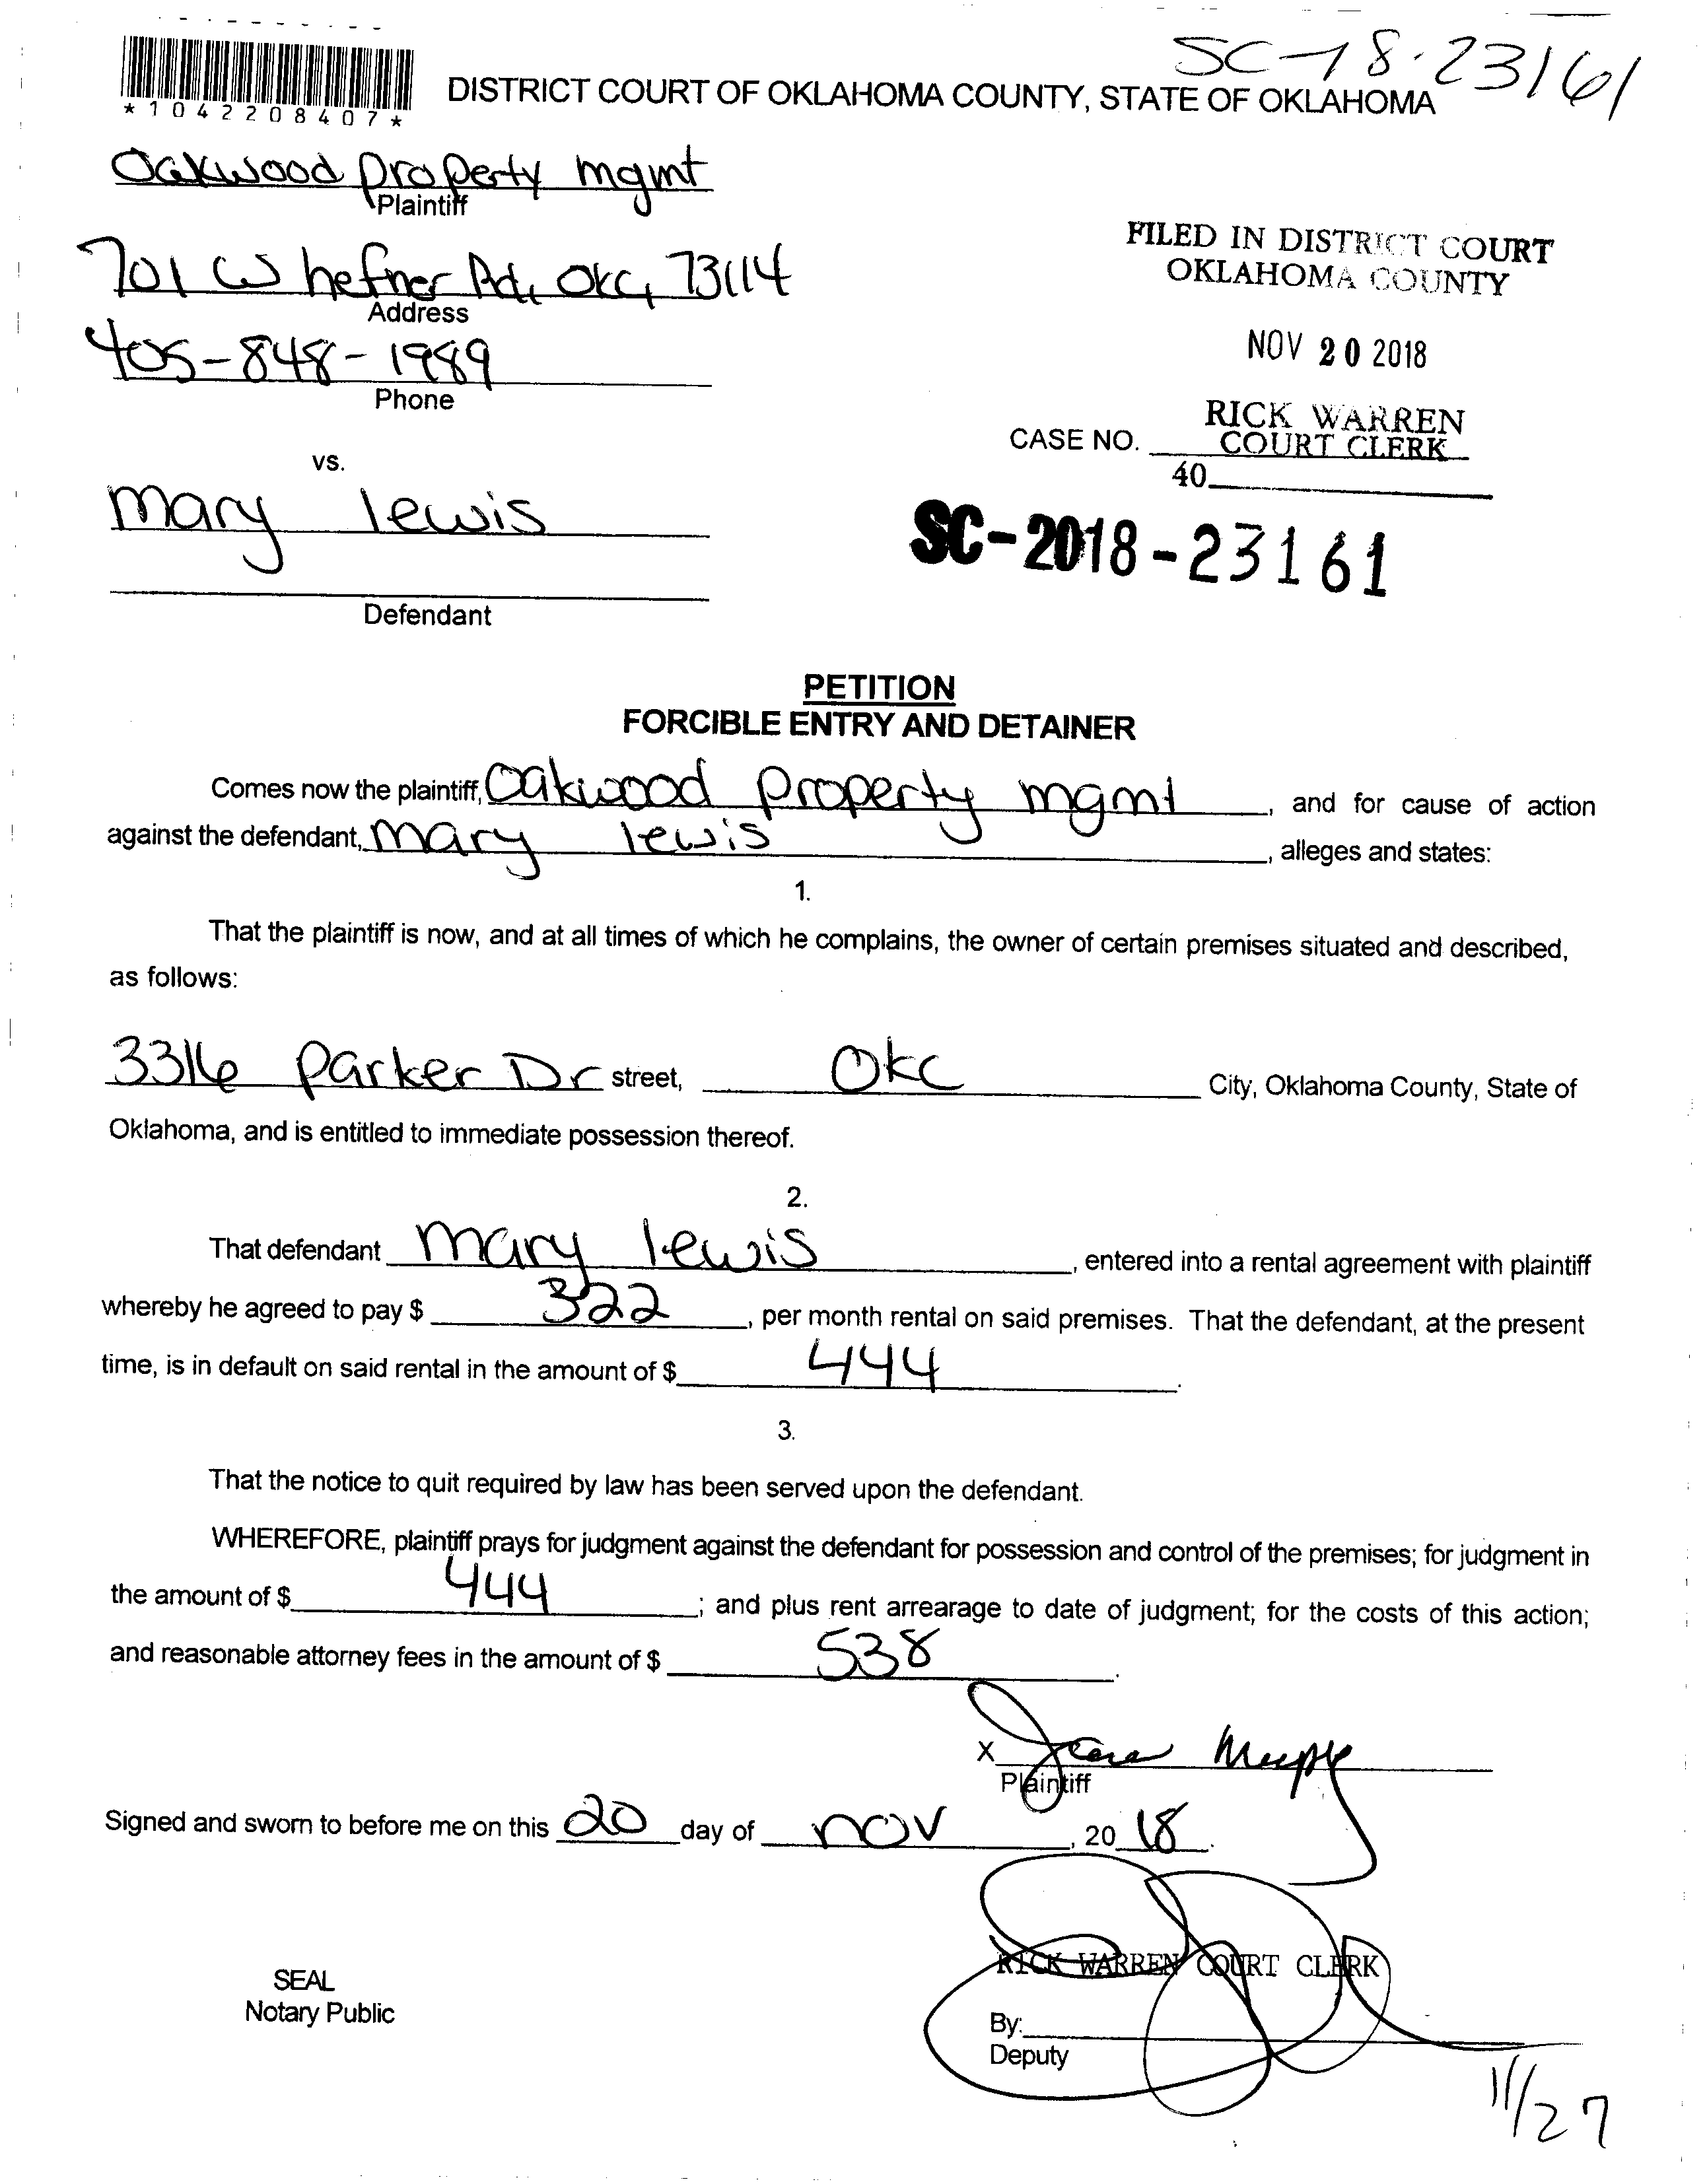 SC-18-23161
*1042208407*
DISTRICT COURT OF OKLAHOMA COUNTY, STATE OF OKLAHOMA
Oakwood property mgmt
Plaintiff
701 W hefner Rd, OKC, 73114
Address
405-848-1989
Phone
FILED IN DISTRICT COURT
OKLAHOMA COUNTY
NOV 20 2018
RICK WARREN
CASE NO. COURT CLERK
40
vs.
mary lewis
SC-2018-23161
Defendant
PETITION
FORCIBLE ENTRY AND DETAINER
Comes now the plaintiff, Oakwood property mgmt, and for cause of action
against the defendant, mary lewis, alleges and states:
1.
That the plaintiff is now, and at all times of which he complains, the owner of certain premises situated and described,
as follows:
3316 parker Dr street, OKC City, Oklahoma County, State of
Oklahoma, and is entitled to immediate possession thereof.
2.
That defendant mary lewis, entered into a rental agreement with plaintiff
whereby he agreed to pay $ 322, per month rental on said premises. That the defendant, at the present
time, is in default on said rental in the amount of $ 444.
3.
That the notice to quit required by law has been served upon the defendant.
WHEREFORE, plaintiff prays for judgment against the defendant for possession and control of the premises; for judgment in
the amount of $ 444; and plus rent arrearage to date of judgment; for the costs of this action;
and reasonable attorney fees in the amount of $ 538.
X
Plaintiff
Signed and sworn to before me on this 20 day of nov, 20 18.
RICK WARREN COURT CLERK
SEAL
Notary Public
By:
Deputy
11/27